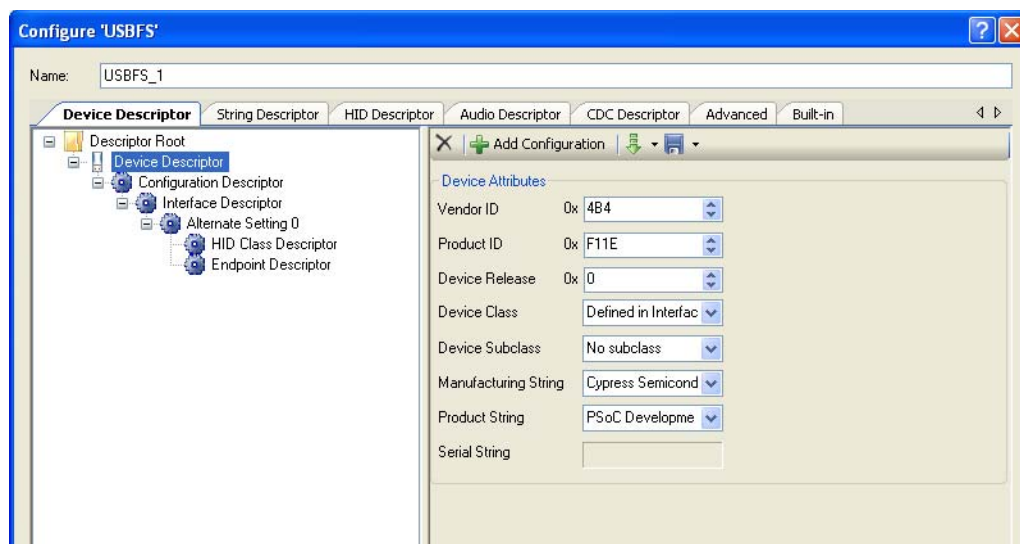 Configure 'USBFS'
Name: USBFS_1
Device Descriptor String Descriptor HID Descriptor Audio Descriptor CDC Descriptor Advanced Built-in
Descriptor Root
Device Descriptor
Configuration Descriptor
Interface Descriptor
Alternate Setting 0
HID Class Descriptor
Endpoint Descriptor
Add Configuration
Device Attributes
Vendor ID 0x 4B4
Product ID 0x F11E
Device Release 0x 0
Device Class Defined in Interfac
Device Subclass No subclass
Manufacturing String Cypress Semicond
Product String PSoC Developme
Serial String